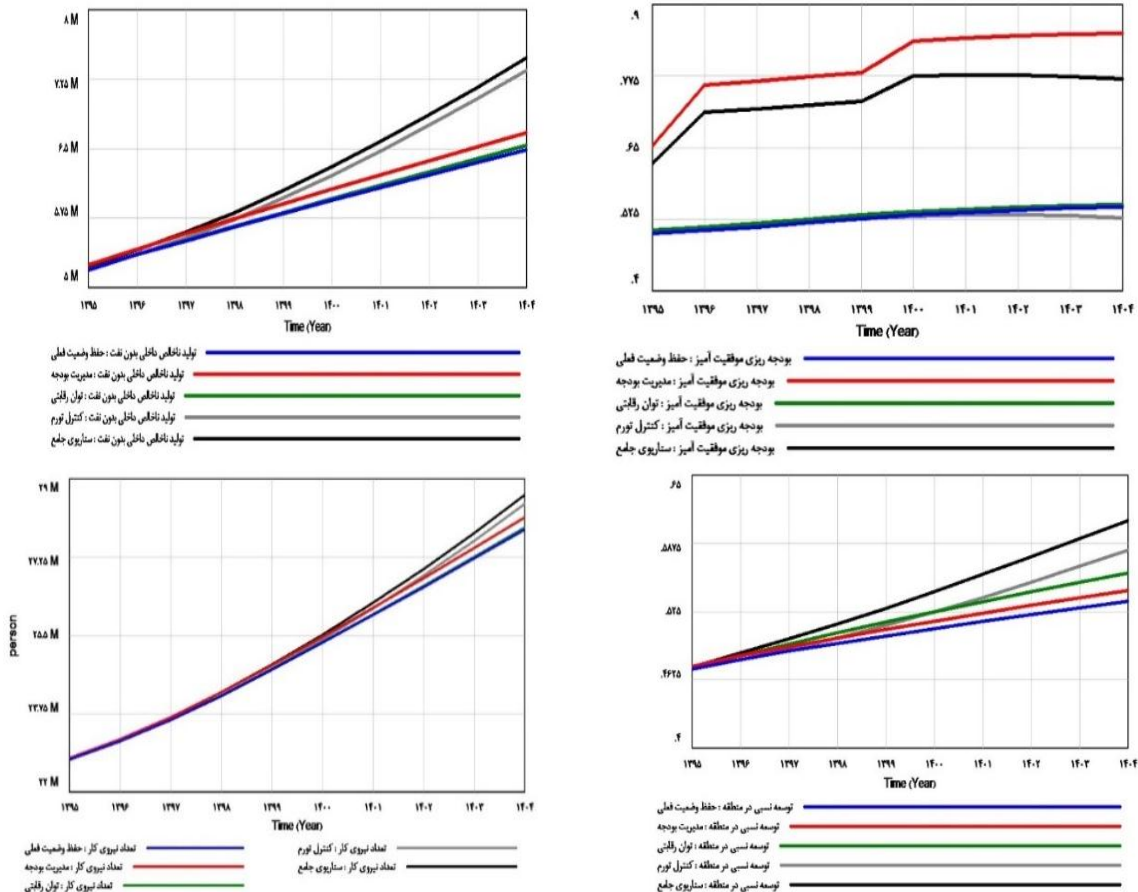 ۸ M
۷.۲۵ M
۶.۵ M
۵.۷۵ M
۵ M
۱۳۹۵ ۱۳۹۶ ۱۳۹۷ ۱۳۹۸ ۱۳۹۹ ۱۴۰۰ ۱۴۰۱ ۱۴۰۲ ۱۴۰۳ ۱۴۰۴
Time (Year)
تولید ناخالص داخلی بدون نفت : حفظ وضعیت فعلی
تولید ناخالص داخلی بدون نفت : مدیریت بودجه
تولید ناخالص داخلی بدون نفت : توان رقابتی
تولید ناخالص داخلی بدون نفت : کنترل تورم
تولید ناخالص داخلی بدون نفت : سناریوی جامع
.۹
.۷۷۵
.۶۵
.۵۲۵
.۴
۱۳۹۵ ۱۳۹۶ ۱۳۹۷ ۱۳۹۸ ۱۳۹۹ ۱۴۰۰ ۱۴۰۱ ۱۴۰۲ ۱۴۰۳ ۱۴۰۴
Time (Year)
بودجه ریزی موفقیت آمیز : حفظ وضعیت فعلی
بودجه ریزی موفقیت آمیز : مدیریت بودجه
بودجه ریزی موفقیت آمیز : توان رقابتی
بودجه ریزی موفقیت آمیز : کنترل تورم
بودجه ریزی موفقیت آمیز : سناریوی جامع
۲۹ M
۲۷.۲۵ M
۲۵.۵ M
۲۳.۷۵ M
۲۲ M
person
۱۳۹۵ ۱۳۹۶ ۱۳۹۷ ۱۳۹۸ ۱۳۹۹ ۱۴۰۰ ۱۴۰۱ ۱۴۰۲ ۱۴۰۳ ۱۴۰۴
Time (Year)
تعداد نیروی کار : حفظ وضعیت فعلی
تعداد نیروی کار : مدیریت بودجه
تعداد نیروی کار : توان رقابتی
تعداد نیروی کار : کنترل تورم
تعداد نیروی کار : سناریوی جامع
.۶۵
.۵۸۷۵
.۵۲۵
.۴۶۲۵
.۴
۱۳۹۵ ۱۳۹۶ ۱۳۹۷ ۱۳۹۸ ۱۳۹۹ ۱۴۰۰ ۱۴۰۱ ۱۴۰۲ ۱۴۰۳ ۱۴۰۴
Time (Year)
توسعه نسبی در منطقه : حفظ وضعیت فعلی
توسعه نسبی در منطقه : مدیریت بودجه
توسعه نسبی در منطقه : توان رقابتی
توسعه نسبی در منطقه : کنترل تورم
توسعه نسبی در منطقه : سناریوی جامع